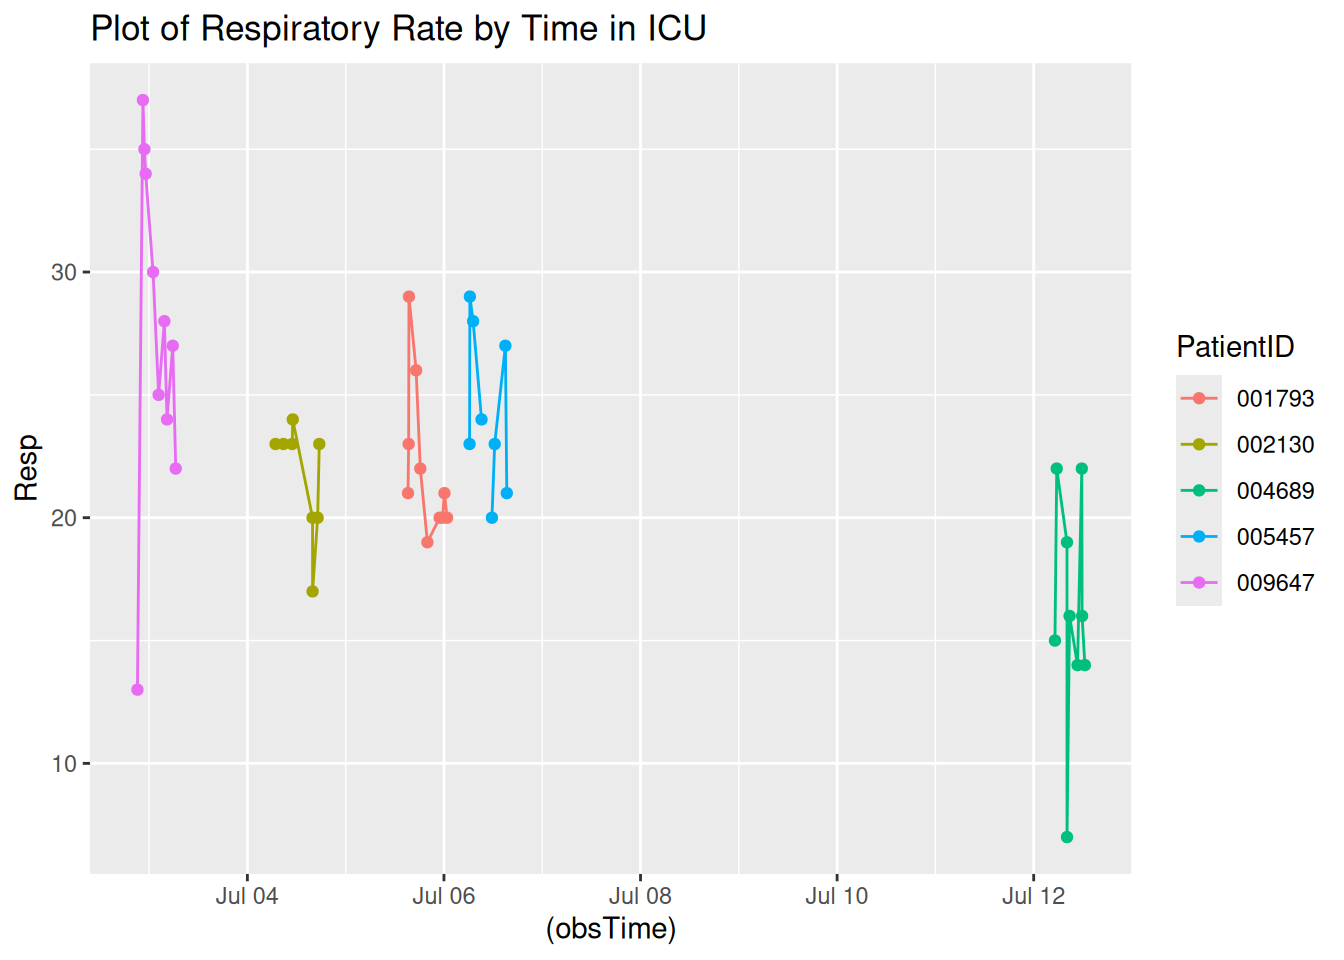 Plot of Respiratory Rate by Time in ICU
Resp
30
20
10
Jul 04 Jul 06 Jul 08 Jul 10 Jul 12
(obsTime)
PatientID
001793
002130
004689
005457
009647